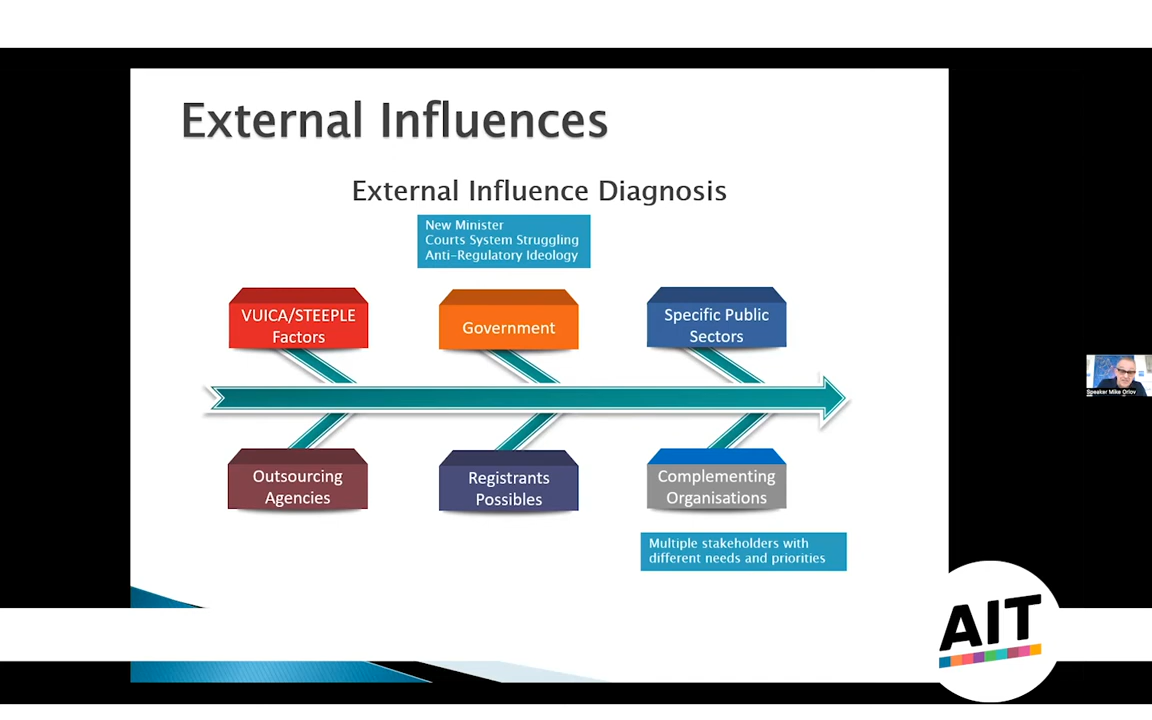 External Influences
External Influence Diagnosis
New Minister
Courts System Struggling
Anti-Regulatory Ideology
VUICA/STEEPLE
Factors
Government
Specific Public
Sectors
Outsourcing
Agencies
Registrants
Possibles
Complementing
Organisations
Multiple stakeholders with
different needs and priorities
Speaker Mike Orlov
AIT